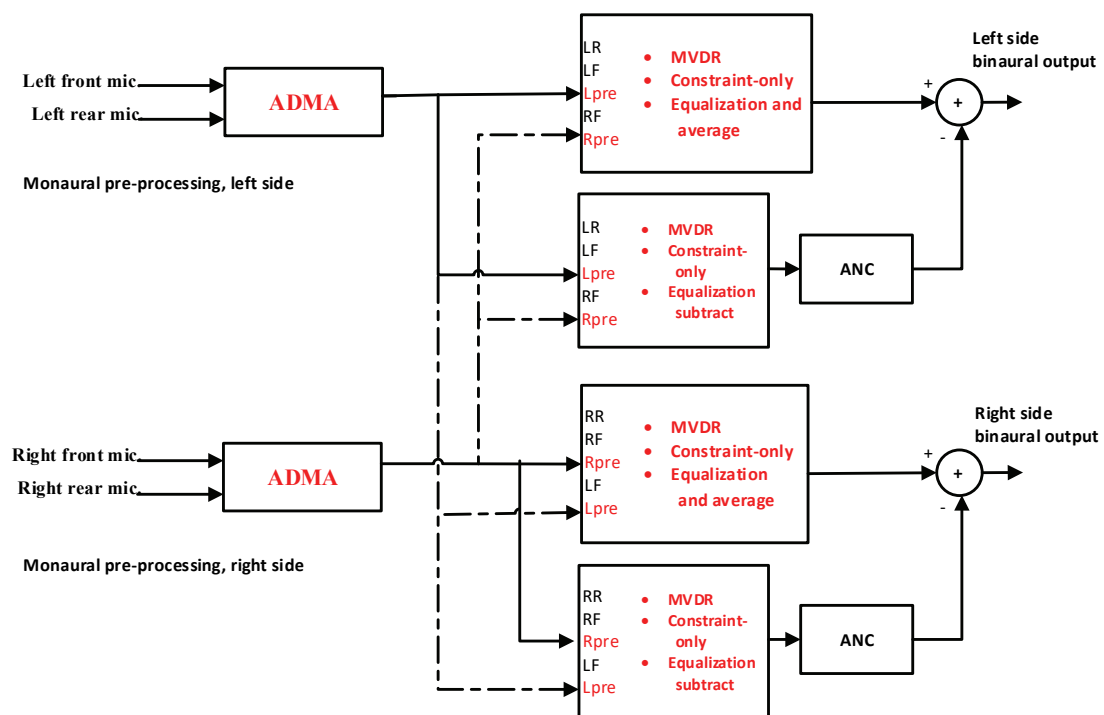 Left front mic
Left rear mic
ADMA
Monaural pre-processing, left side
LR
LF
Lpre
RF
Rpre
• MVDR
• Constraint-only
• Equalization and
average
Left side
binaural output
+
+
-
LR
LF
Lpre
RF
Rpre
• MVDR
• Constraint-
only
• Equalization
subtract
ANC
Right front mic
Right rear mic
ADMA
Monaural pre-processing, right side
RR
RF
Rpre
LF
Lpre
• MVDR
• Constraint-only
• Equalization
and average
Right side
binaural output
+
+
-
RR
RF
Rpre
LF
Lpre
• MVDR
• Constraint-
only
• Equalization
subtract
ANC